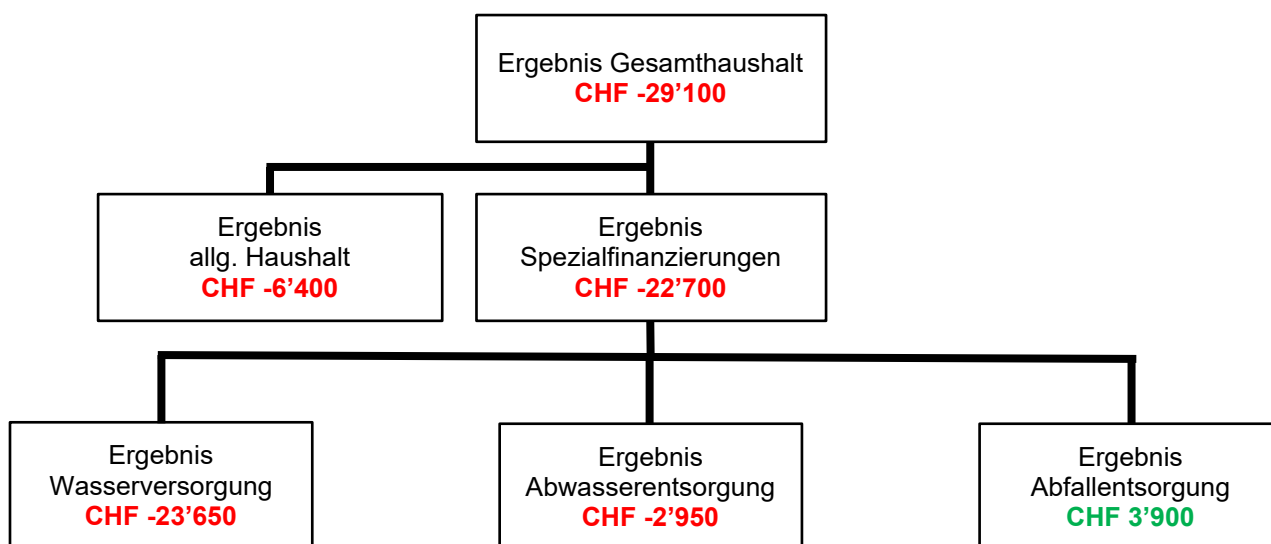 Ergebnis Gesamthaushalt
CHF -29’100
Ergebnis
allg. Haushalt
CHF -6’400
Ergebnis
Spezialfinanzierungen
CHF -22’700
Ergebnis
Wasserversorgung
CHF -23’650
Ergebnis
Abwasserentsorgung
CHF -2’950
Ergebnis
Abfallentsorgung
CHF 3’900